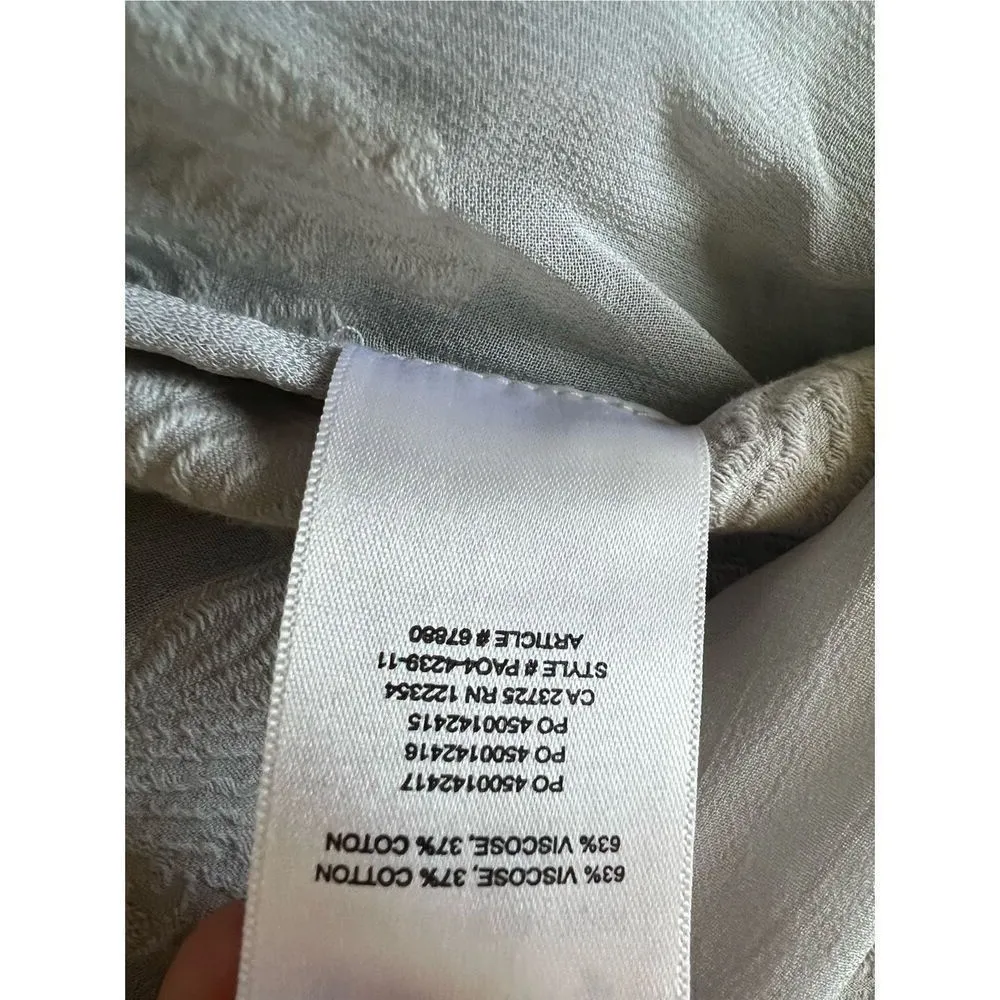 63% VISCOSE, 37% COTTON
63% VISCOSE, 37% COTON
PO 4500142417
PO 4500142416
PO 4500142415
CA 23725 RN 122354
STYLE # PAO4-4239-11
ARTICLE # 67880